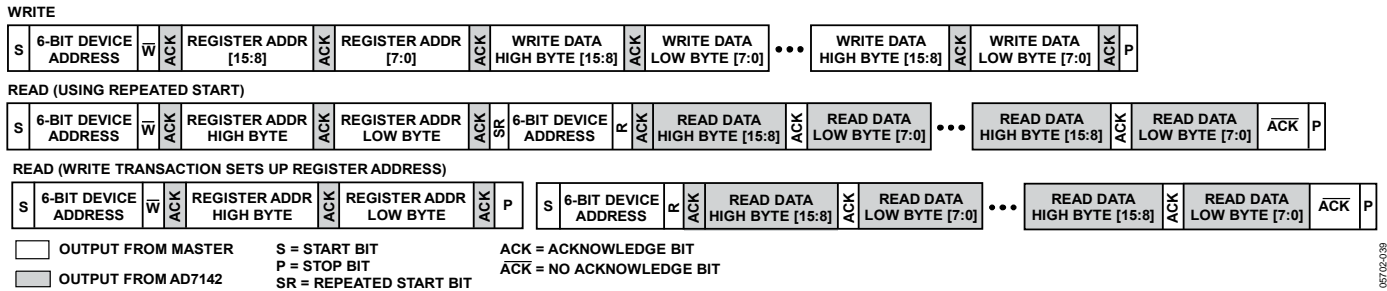 WRITE
S 6-BIT DEVICE ADDRESS W̅ ACK REGISTER ADDR [15:8] ACK REGISTER ADDR [7:0] ACK WRITE DATA HIGH BYTE [15:8] ACK WRITE DATA LOW BYTE [7:0] ••• WRITE DATA HIGH BYTE [15:8] ACK WRITE DATA LOW BYTE [7:0] ACK P
READ (USING REPEATED START)
S 6-BIT DEVICE ADDRESS W̅ ACK REGISTER ADDR HIGH BYTE ACK REGISTER ADDR LOW BYTE ACK SR 6-BIT DEVICE ADDRESS R ACK READ DATA HIGH BYTE [15:8] ACK READ DATA LOW BYTE [7:0] ••• READ DATA HIGH BYTE [15:8] ACK READ DATA LOW BYTE [7:0] A̅C̅K̅ P
READ (WRITE TRANSACTION SETS UP REGISTER ADDRESS)
S 6-BIT DEVICE ADDRESS W̅ ACK REGISTER ADDR HIGH BYTE ACK REGISTER ADDR LOW BYTE ACK P S 6-BIT DEVICE ADDRESS R ACK READ DATA HIGH BYTE [15:8] ACK READ DATA LOW BYTE [7:0] ••• READ DATA HIGH BYTE [15:8] ACK READ DATA LOW BYTE [7:0] A̅C̅K̅ P
OUTPUT FROM MASTER
OUTPUT FROM AD7142
S = START BIT
P = STOP BIT
SR = REPEATED START BIT
ACK = ACKNOWLEDGE BIT
A̅C̅K̅ = NO ACKNOWLEDGE BIT
05702-039